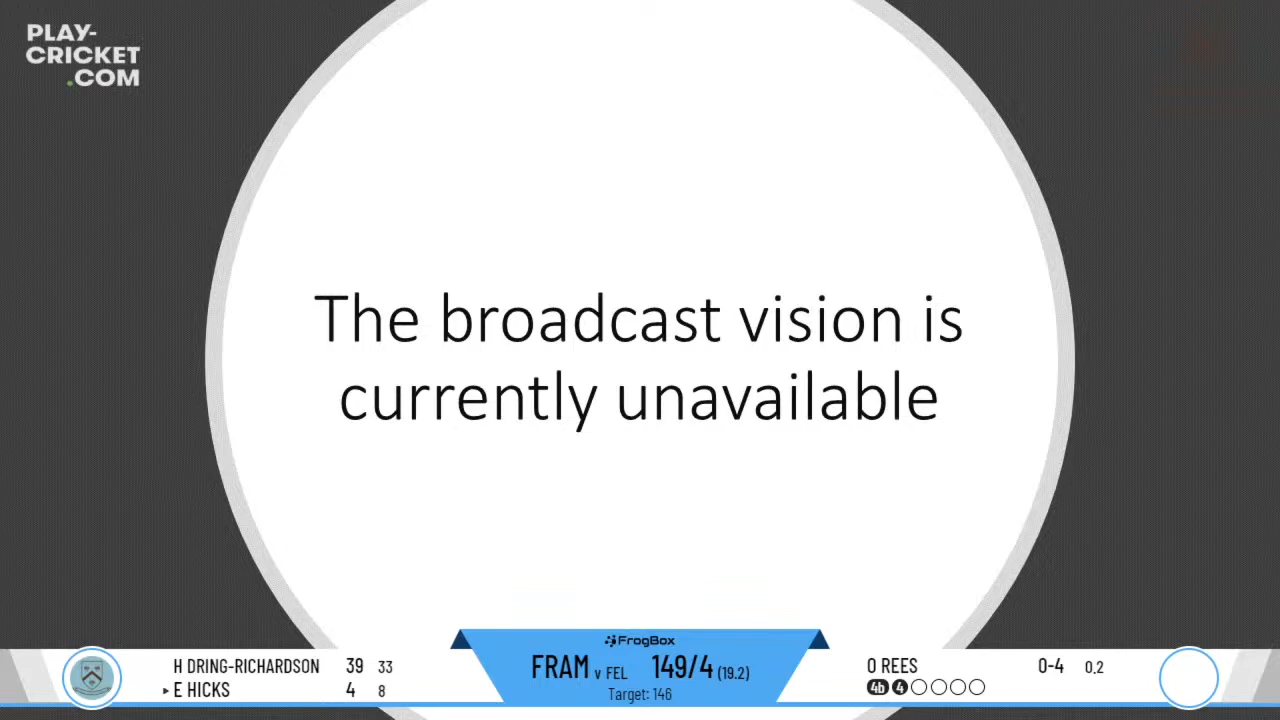 PLAY-
CRICKET
.COM
The broadcast vision is
currently unavailable
FrogBox
H DRING-RICHARDSON 39 33
E HICKS 4 8
FRAM v FEL 149/4 (19.2)
Target: 146
O REES 0-4 0.2
4b 4